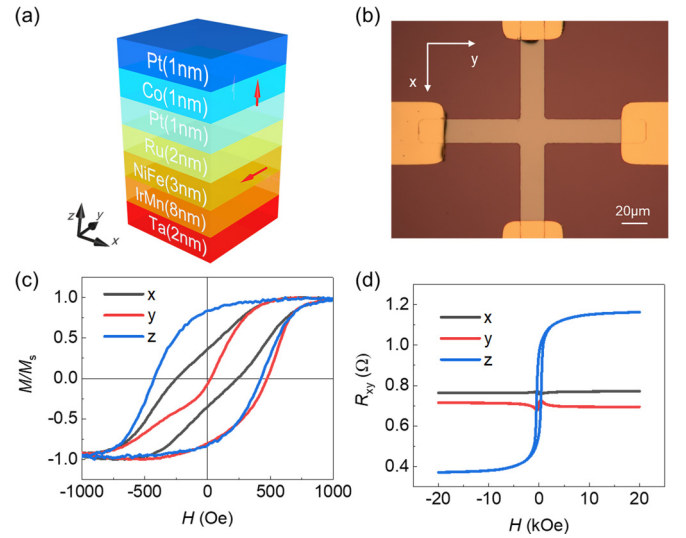 (a)
Pt(1nm)
Co(1nm)
Pt(1nm)
Ru(2nm)
NiFe(3nm)
IrMn(8nm)
Ta(2nm)
z
y
x
(b)
y
x
20μm
(c)
x
y
z
M/Ms
1.0
0.5
0.0
-0.5
-1.0
-1000 -500 0 500 1000
H (Oe)
(d)
x
y
z
Rxy (Ω)
1.2
1.0
0.8
0.6
0.4
-20 -10 0 10 20
H (kOe)